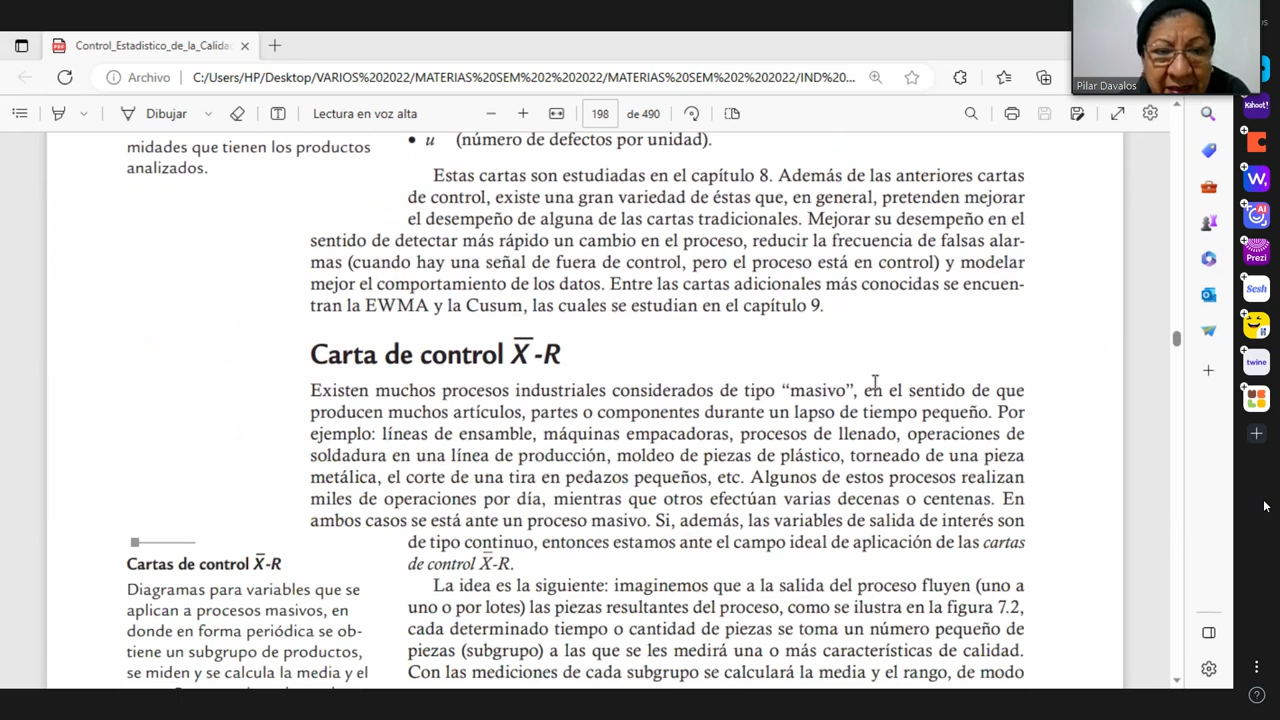 Control_Estadistico_de_la_Calida
Archivo
C:/Users/HP/Desktop/VARIOS%202022/MATERIAS%20SEM%202%202022/MATERIAS%20SEM%202%202022/IND%20...
Pilar Davalos
Dibujar
Lectura en voz alta
198
de 490
Kahoot!
midades que tienen los productos
analizados.
• u (número de defectos por unidad).
Estas cartas son estudiadas en el capítulo 8. Además de las anteriores cartas
de control, existe una gran variedad de éstas que, en general, pretenden mejorar
el desempeño de alguna de las cartas tradicionales. Mejorar su desempeño en el
sentido de detectar más rápido un cambio en el proceso, reducir la frecuencia de falsas alar-
mas (cuando hay una señal de fuera de control, pero el proceso está en control) y modelar
mejor el comportamiento de los datos. Entre las cartas adicionales más conocidas se encuen-
tran la EWMA y la Cusum, las cuales se estudian en el capítulo 9.
Carta de control X̅-R
Existen muchos procesos industriales considerados de tipo “masivo”, en el sentido de que
producen muchos artículos, partes o componentes durante un lapso de tiempo pequeño. Por
ejemplo: líneas de ensamble, máquinas empacadoras, procesos de llenado, operaciones de
soldadura en una línea de producción, moldeo de piezas de plástico, torneado de una pieza
metálica, el corte de una tira en pedazos pequeños, etc. Algunos de estos procesos realizan
miles de operaciones por día, mientras que otros efectúan varias decenas o centenas. En
ambos casos se está ante un proceso masivo. Si, además, las variables de salida de interés son
de tipo continuo, entonces estamos ante el campo ideal de aplicación de las cartas
de control X̅-R.
La idea es la siguiente: imaginemos que a la salida del proceso fluyen (uno a
uno o por lotes) las piezas resultantes del proceso, como se ilustra en la figura 7.2,
cada determinado tiempo o cantidad de piezas se toma un número pequeño de
piezas (subgrupo) a las que se les medirá una o más características de calidad.
Con las mediciones de cada subgrupo se calculará la media y el rango, de modo
Cartas de control X̅-R
Diagramas para variables que se
aplican a procesos masivos, en
donde en forma periódica se ob-
tiene un subgrupo de productos,
se miden y se calcula la media y el
W,
AI
Prezi
Sesh
twine